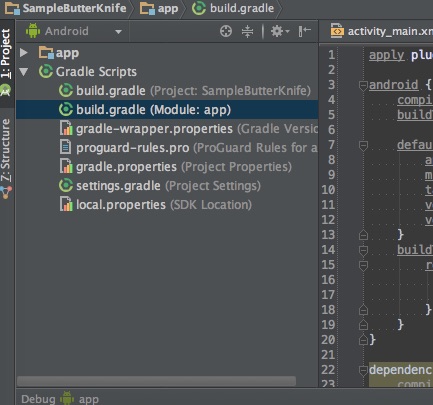 SampleButterKnife app build.gradle
Android activity_main.xn
1: Project
Z: Structure
app
Gradle Scripts
build.gradle (Project: SampleButterKnife)
build.gradle (Module: app)
gradle-wrapper.properties (Gradle Versio
proguard-rules.pro (ProGuard Rules for a
gradle.properties (Project Properties)
settings.gradle (Project Settings)
local.properties (SDK Location)
1 apply plu
2
3 android {
4 compi
5 build
6
7 defau
8 a
9 m
10 t
11 v
12 v
13 }
14 build
15 re
16
17
18 }
19 }
20 }
21
22 dependenc
23 compi
Debug app